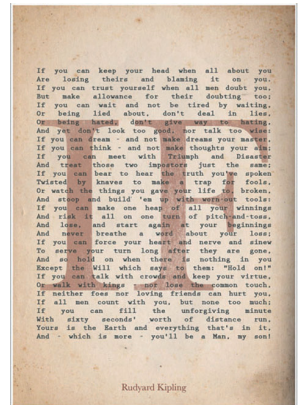 If you can keep your head when all about you
Are losing theirs and blaming it on you,
If you can trust yourself when all men doubt you,
But make allowance for their doubting too;
If you can wait and not be tired by waiting,
Or being lied about, don't deal in lies,
Or being hated, don't give way to hating,
And yet don't look too good, nor talk too wise:
If you can dream - and not make dreams your master,
If you can think - and not make thoughts your aim;
If you can meet with Triumph and Disaster
And treat those two impostors just the same;
If you can bear to hear the truth you've spoken
Twisted by knaves to make a trap for fools,
Or watch the things you gave your life to, broken,
And stoop and build 'em up with worn-out tools:
If you can make one heap of all your winnings
And risk it all on one turn of pitch-and-toss,
And lose, and start again at your beginnings
And never breathe a word about your loss;
If you can force your heart and nerve and sinew
To serve your turn long after they are gone,
And so hold on when there is nothing in you
Except the Will which says to them: "Hold on!"
If you can talk with crowds and keep your virtue,
Or walk with kings - nor lose the common touch,
If neither foes nor loving friends can hurt you,
If all men count with you, but none too much;
If you can fill the unforgiving minute
With sixty seconds' worth of distance run,
Yours is the Earth and everything that's in it,
And - which is more - you'll be a Man, my son!
IF
Rudyard Kipling